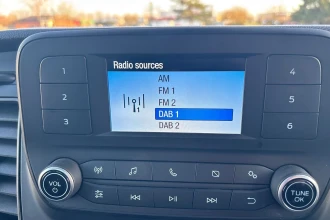 Radio sources
AM
FM 1
FM 2
DAB 1
DAB 2
1
2
3
4
5
6
VOL
TUNE
OK